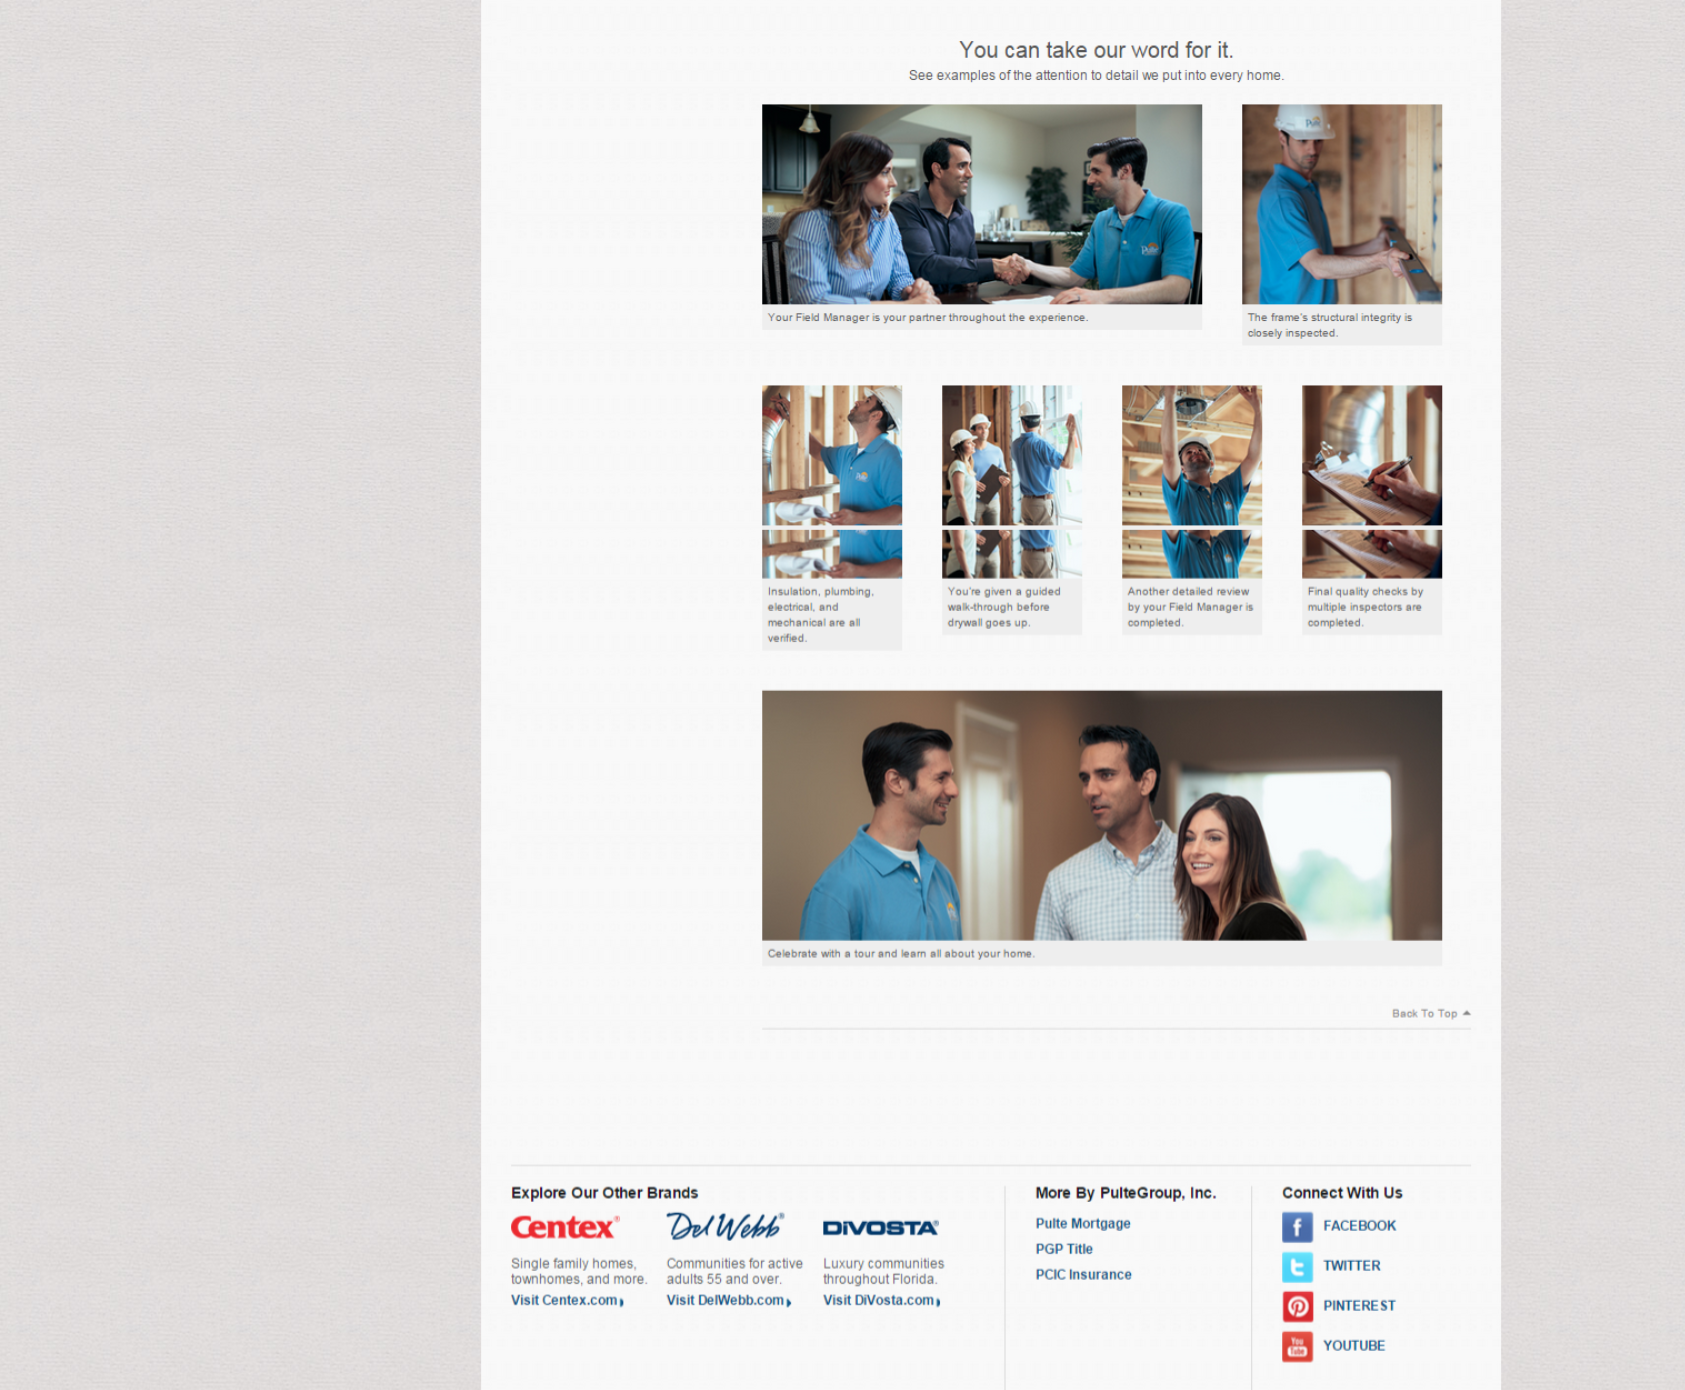 You can take our word for it.
See examples of the attention to detail we put into every home.
Pulte
Pulte
Your Field Manager is your partner throughout the experience.
The frame's structural integrity is
closely inspected.
Insulation, plumbing,
electrical, and
mechanical are all
verified.
You're given a guided
walk-through before
drywall goes up.
Another detailed review
by your Field Manager is
completed.
Final quality checks by
multiple inspectors are
completed.
Celebrate with a tour and learn all about your home.
Back To Top
Explore Our Other Brands
Centex®
Single family homes,
townhomes, and more.
Visit Centex.com
Del Webb®
Communities for active
adults 55 and over.
Visit DelWebb.com
DiVOSTA®
Luxury communities
throughout Florida.
Visit DiVosta.com
More By PulteGroup, Inc.
Pulte Mortgage
PGP Title
PCIC Insurance
Connect With Us
f FACEBOOK
t TWITTER
PINTEREST
You Tube YOUTUBE